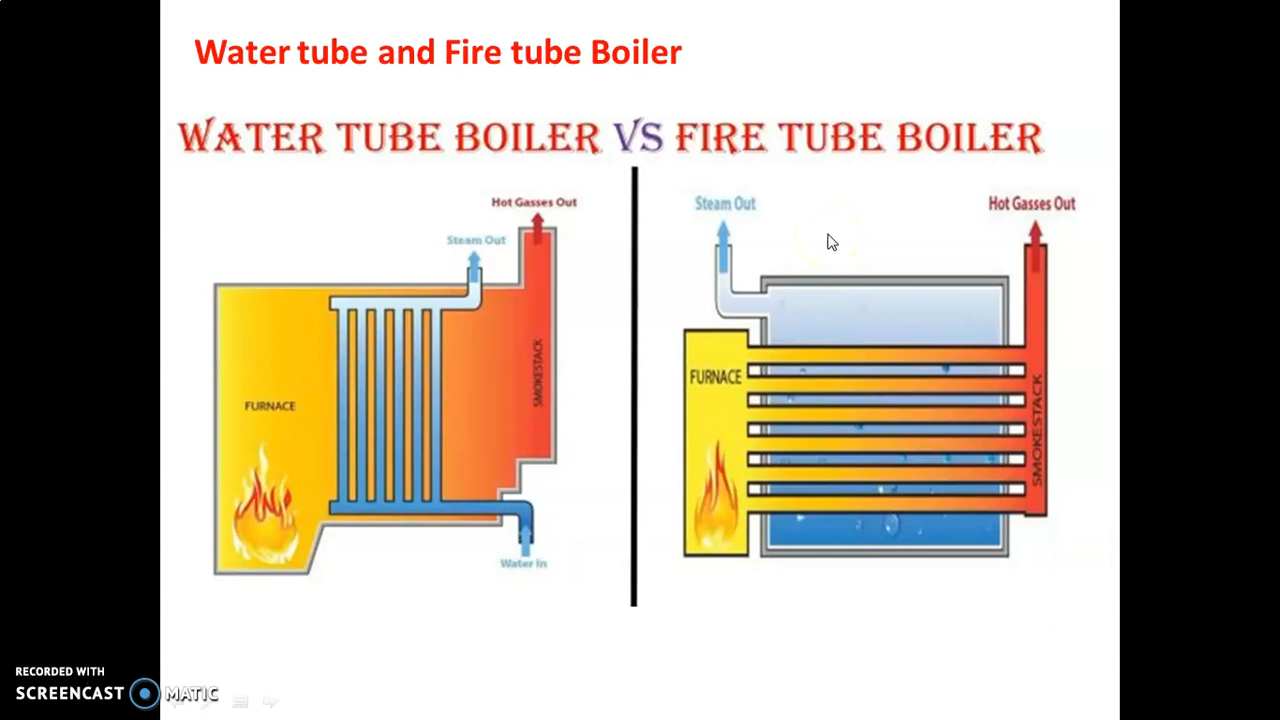 Water tube and Fire tube Boiler
WATER TUBE BOILER VS FIRE TUBE BOILER
Hot Gasses Out
Steam Out
SMOKESTACK
FURNACE
Water In
Steam Out
Hot Gasses Out
FURNACE
SMOKESTACK
RECORDED WITH
SCREENCAST MATIC